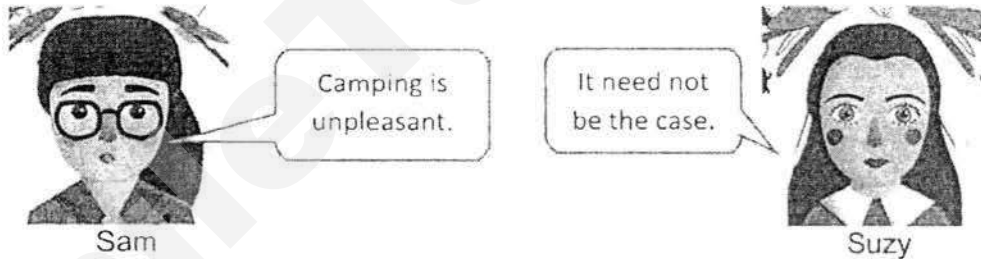 Camping is
unpleasant.
It need not
be the case.
Sam
Suzy